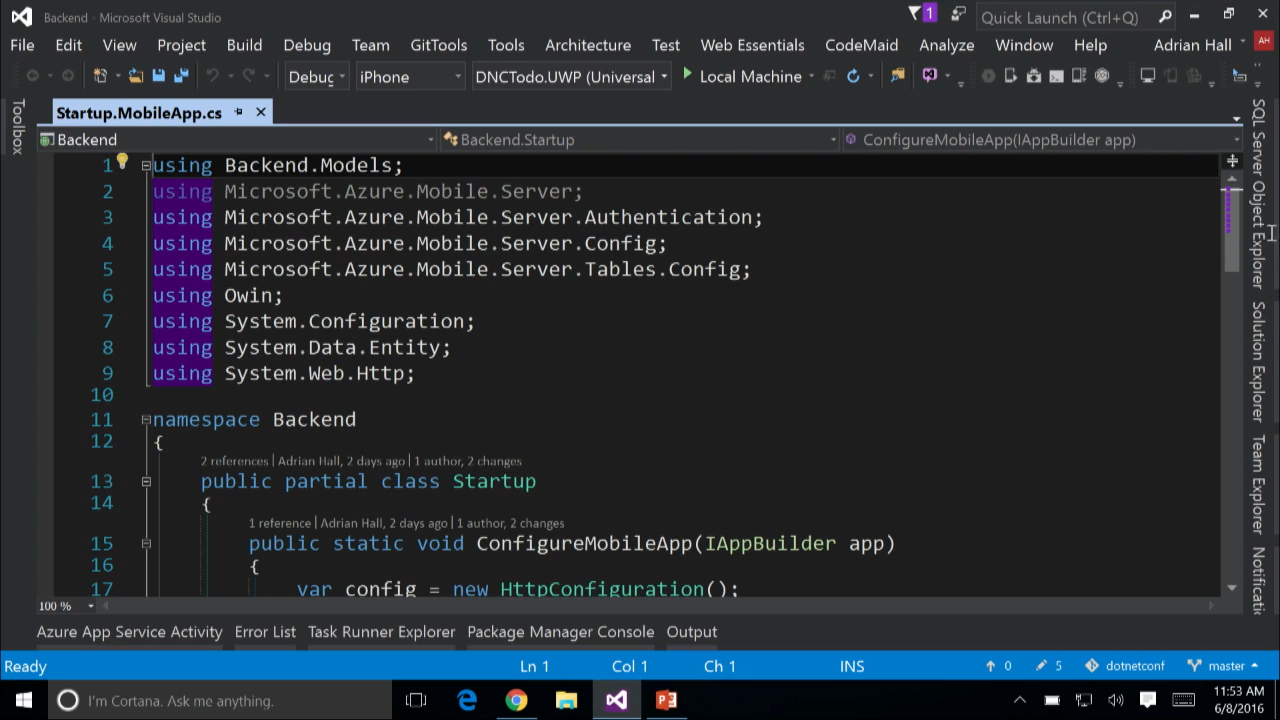 Backend - Microsoft Visual Studio
1
Quick Launch (Ctrl+Q)
File Edit View Project Build Debug Team GitTools Tools Architecture Test Web Essentials CodeMaid Analyze Window Help Adrian Hall AH
Debug iPhone DNCTodo.UWP (Universal Local Machine
Toolbox
Startup.MobileApp.cs
Backend Backend.Startup ConfigureMobileApp(IAppBuilder app)
1 using Backend.Models;
2 using Microsoft.Azure.Mobile.Server;
3 using Microsoft.Azure.Mobile.Server.Authentication;
4 using Microsoft.Azure.Mobile.Server.Config;
5 using Microsoft.Azure.Mobile.Server.Tables.Config;
6 using Owin;
7 using System.Configuration;
8 using System.Data.Entity;
9 using System.Web.Http;
10
11 namespace Backend
12 {
2 references | Adrian Hall, 2 days ago | 1 author, 2 changes
13 public partial class Startup
14 {
1 reference | Adrian Hall, 2 days ago | 1 author, 2 changes
15 public static void ConfigureMobileApp(IAppBuilder app)
16 {
17 var config = new HttpConfiguration();
SQL Server Object Explorer
Solution Explorer
Team Explorer
Notificatic
100 %
Azure App Service Activity Error List Task Runner Explorer Package Manager Console Output
Ready Ln 1 Col 1 Ch 1 INS 0 5 dotnetconf master
I'm Cortana. Ask me anything.
11:53 AM
6/8/2016